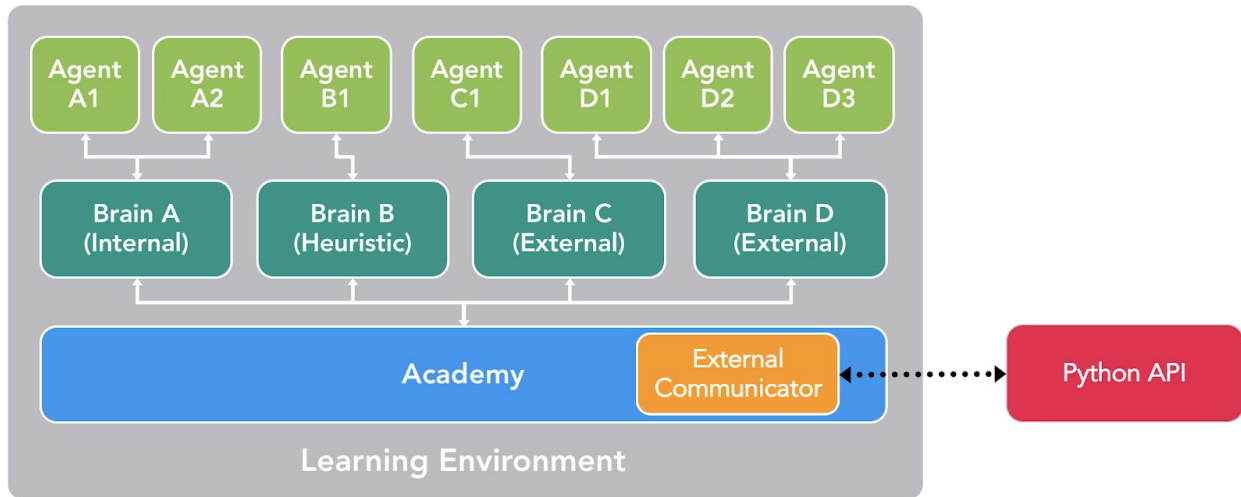 Agent
A1
Agent
A2
Agent
B1
Agent
C1
Agent
D1
Agent
D2
Agent
D3
Brain A
(Internal)
Brain B
(Heuristic)
Brain C
(External)
Brain D
(External)
Academy
External
Communicator
Python API
Learning Environment